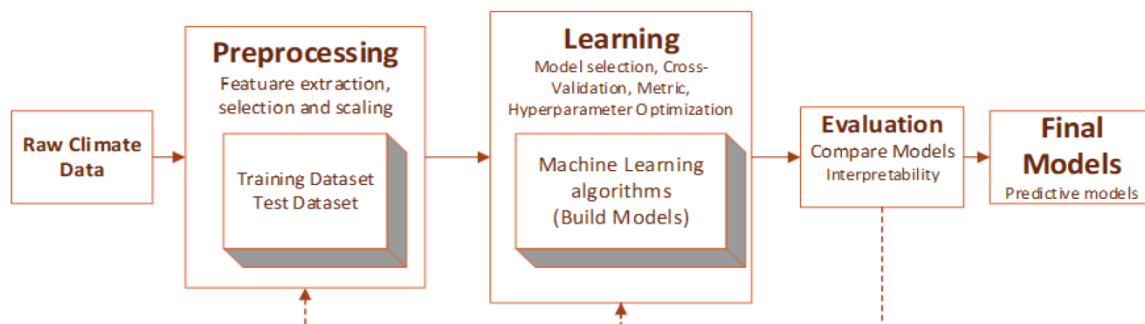 Raw Climate
Data
Preprocessing
Featuare extraction,
selection and scaling
Training Dataset
Test Dataset
Learning
Model selection, Cross-
Validation, Metric,
Hyperparameter Optimization
Machine Learning
algorithms
(Build Models)
Evaluation
Compare Models
Interpretability
Final
Models
Predictive models